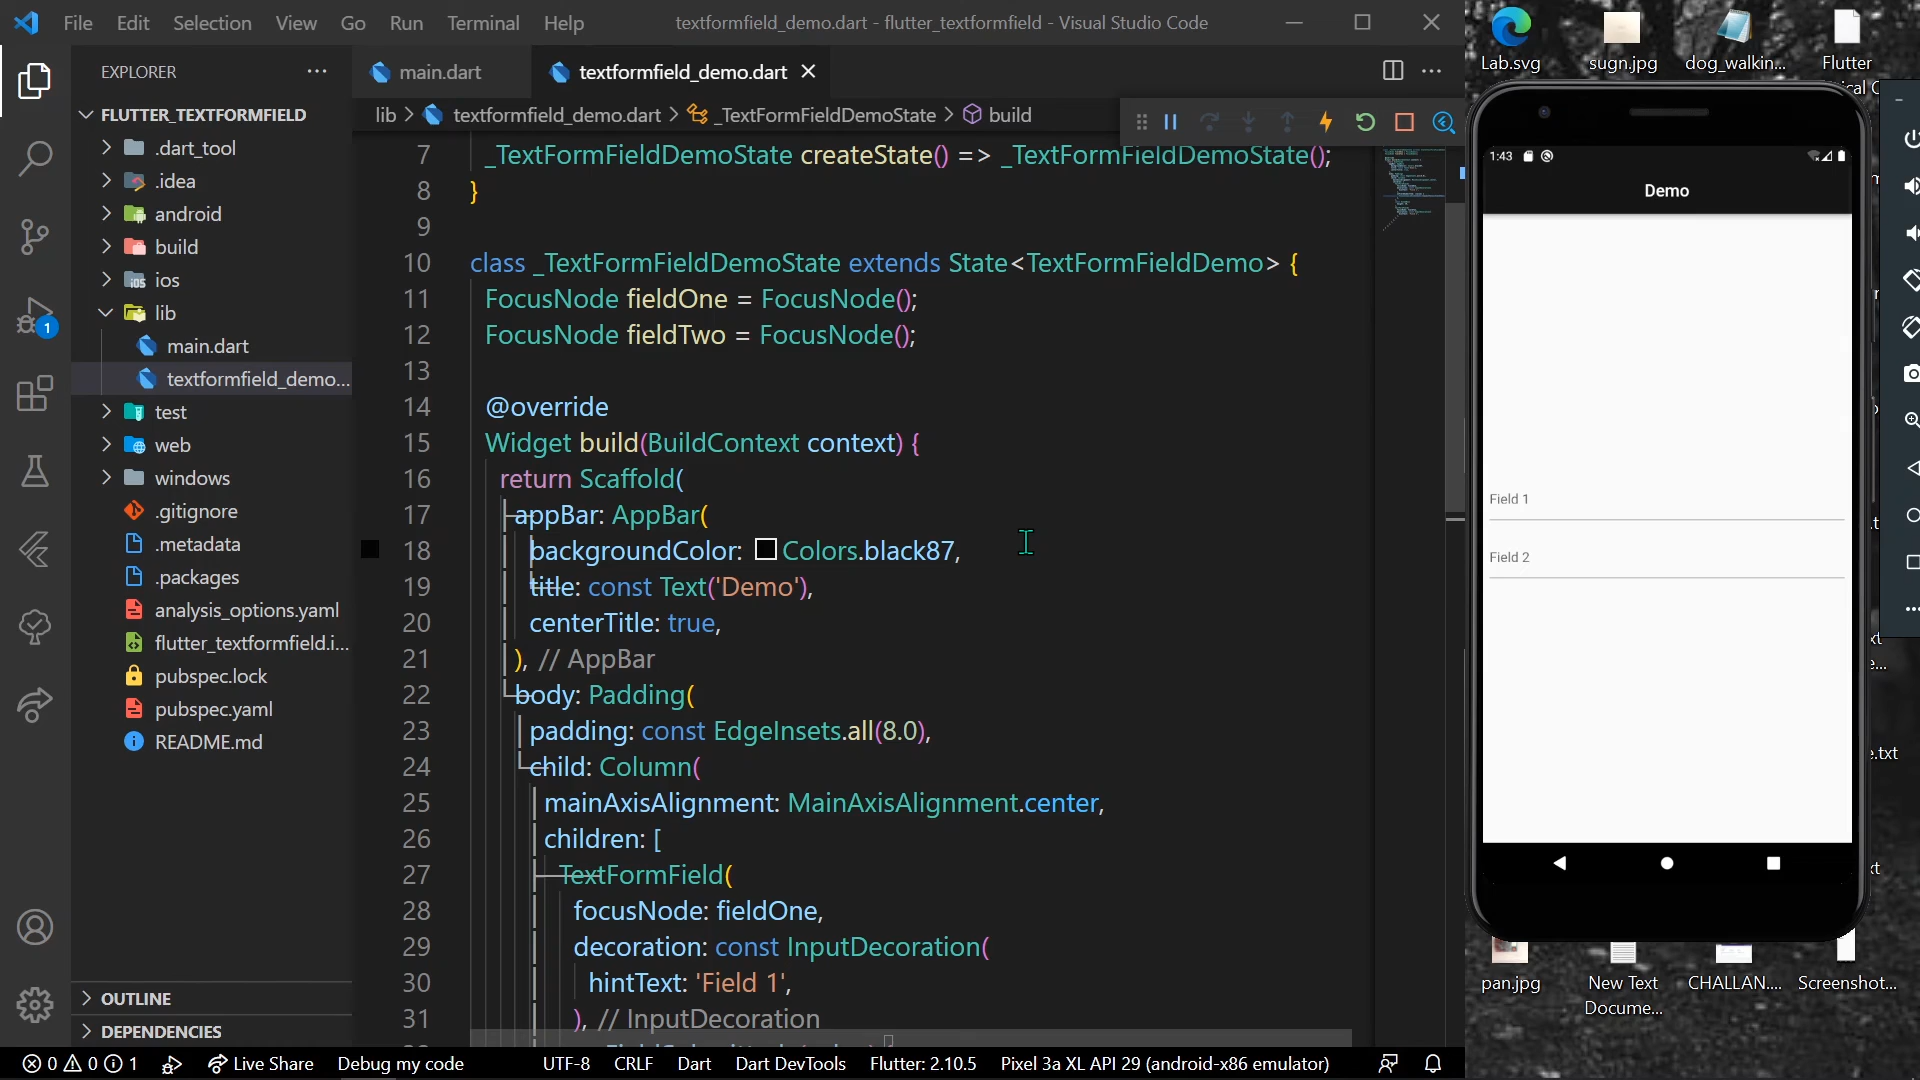 File Edit Selection View Go Run Terminal Help
textformfield_demo.dart - flutter_textformfield - Visual Studio Code
EXPLORER
main.dart
textformfield_demo.dart
FLUTTER_TEXTFORMFIELD
lib > textformfield_demo.dart > _TextFormFieldDemoState > build
.dart_tool
.idea
android
build
ios
lib
main.dart
textformfield_demo...
test
web
windows
.gitignore
.metadata
.packages
analysis_options.yaml
flutter_textformfield.i...
pubspec.lock
pubspec.yaml
README.md
OUTLINE
DEPENDENCIES
1
7 _TextFormFieldDemoState createState() => _TextFormFieldDemoState();
8 }
9
10 class _TextFormFieldDemoState extends State<TextFormFieldDemo> {
11 FocusNode fieldOne = FocusNode();
12 FocusNode fieldTwo = FocusNode();
13
14 @override
15 Widget build(BuildContext context) {
16 return Scaffold(
17 appBar: AppBar(
18 backgroundColor: Colors.black87,
19 title: const Text('Demo'),
20 centerTitle: true,
21 ), // AppBar
22 body: Padding(
23 padding: const EdgeInsets.all(8.0),
24 child: Column(
25 mainAxisAlignment: MainAxisAlignment.center,
26 children: [
27 TextFormField(
28 focusNode: fieldOne,
29 decoration: const InputDecoration(
30 hintText: 'Field 1',
31 ), // InputDecoration
0 0 1 Live Share Debug my code UTF-8 CRLF Dart Dart DevTools Flutter: 2.10.5 Pixel 3a XL API 29 (android-x86 emulator)
Lab.svg
sugn.jpg
dog_walkin...
Flutter
1:43
Demo
Field 1
Field 2
pan.jpg
New Text
Docume...
CHALLAN....
Screenshot...